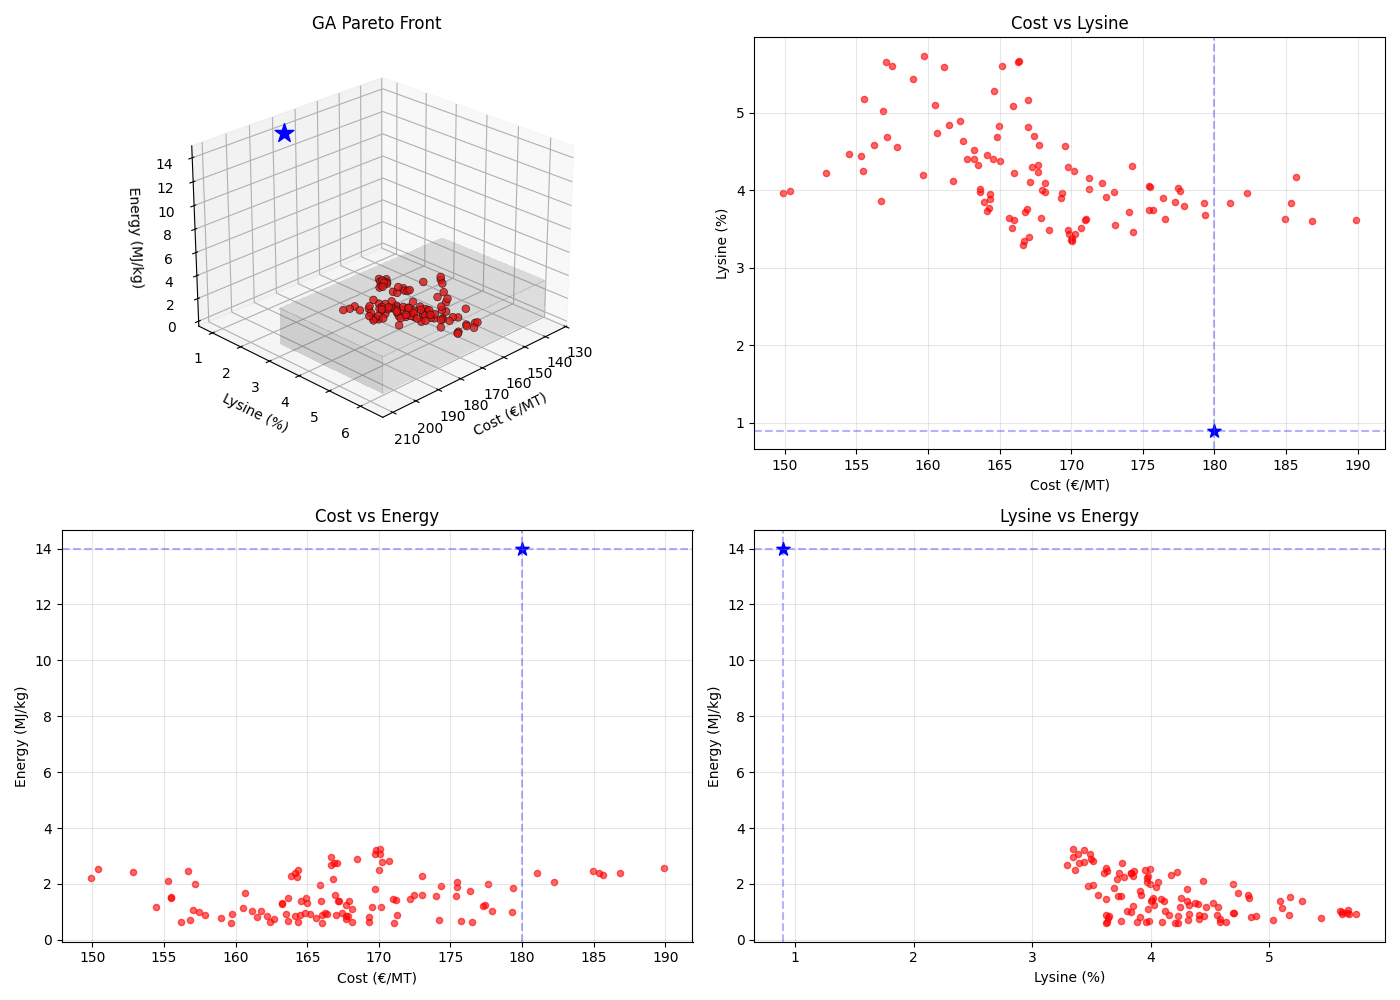 GA Pareto Front
14
12
10
8
6
4
2
0
Energy (MJ/kg)
1
2
3
4
5
6
Lysine (%)
130
140
150
160
170
180
190
200
210
Cost (€/MT)
Cost vs Lysine
5
4
3
2
1
Lysine (%)
150 155 160 165 170 175 180 185 190
Cost (€/MT)
Cost vs Energy
14
12
10
8
6
4
2
0
Energy (MJ/kg)
150 155 160 165 170 175 180 185 190
Cost (€/MT)
Lysine vs Energy
14
12
10
8
6
4
2
0
Energy (MJ/kg)
1 2 3 4 5
Lysine (%)